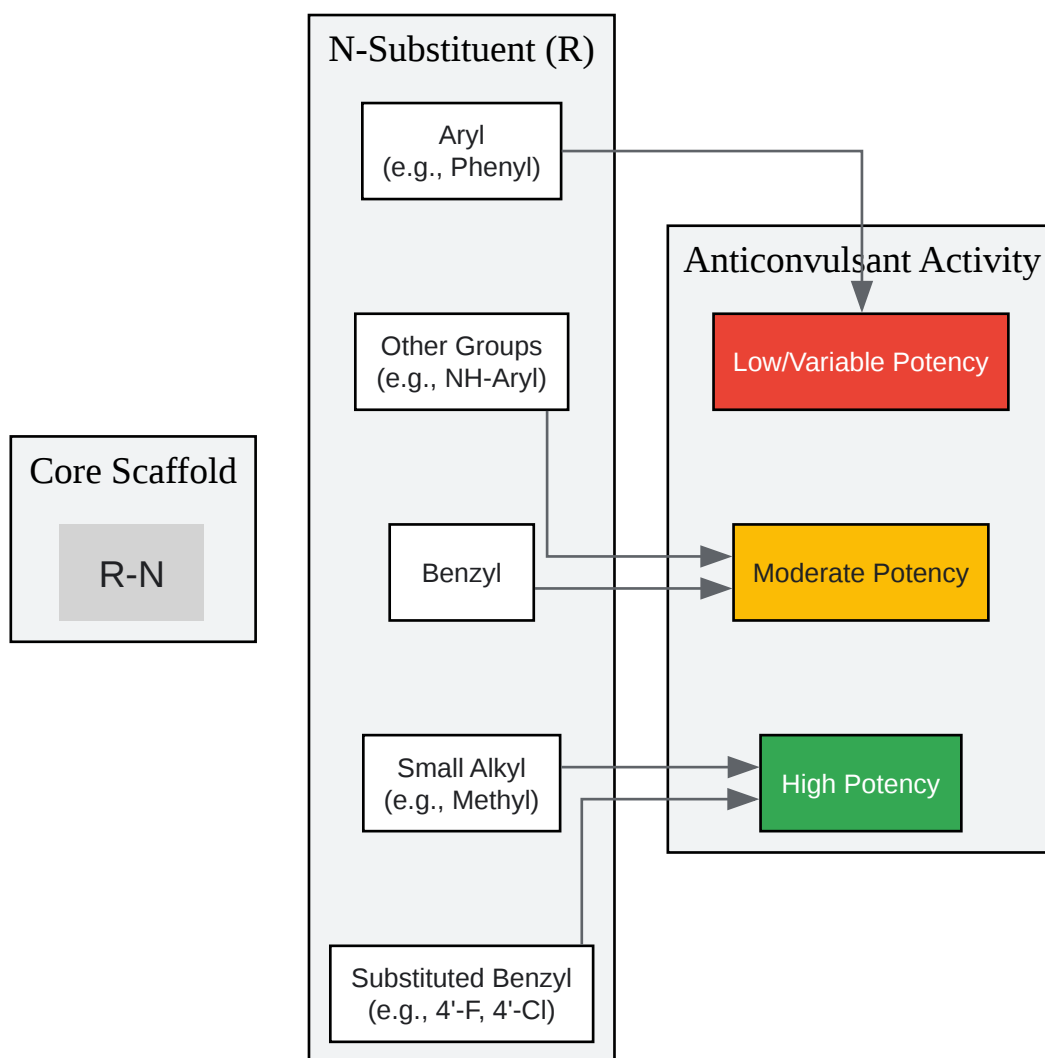 N-Substituent (R)
Aryl
(e.g., Phenyl)
Other Groups
(e.g., NH-Aryl)
Benzyl
Small Alkyl
(e.g., Methyl)
Substituted Benzyl
(e.g., 4'-F, 4'-Cl)
Anticonvulsant Activity
Low/Variable Potency
Moderate Potency
High Potency
Core Scaffold
R-N